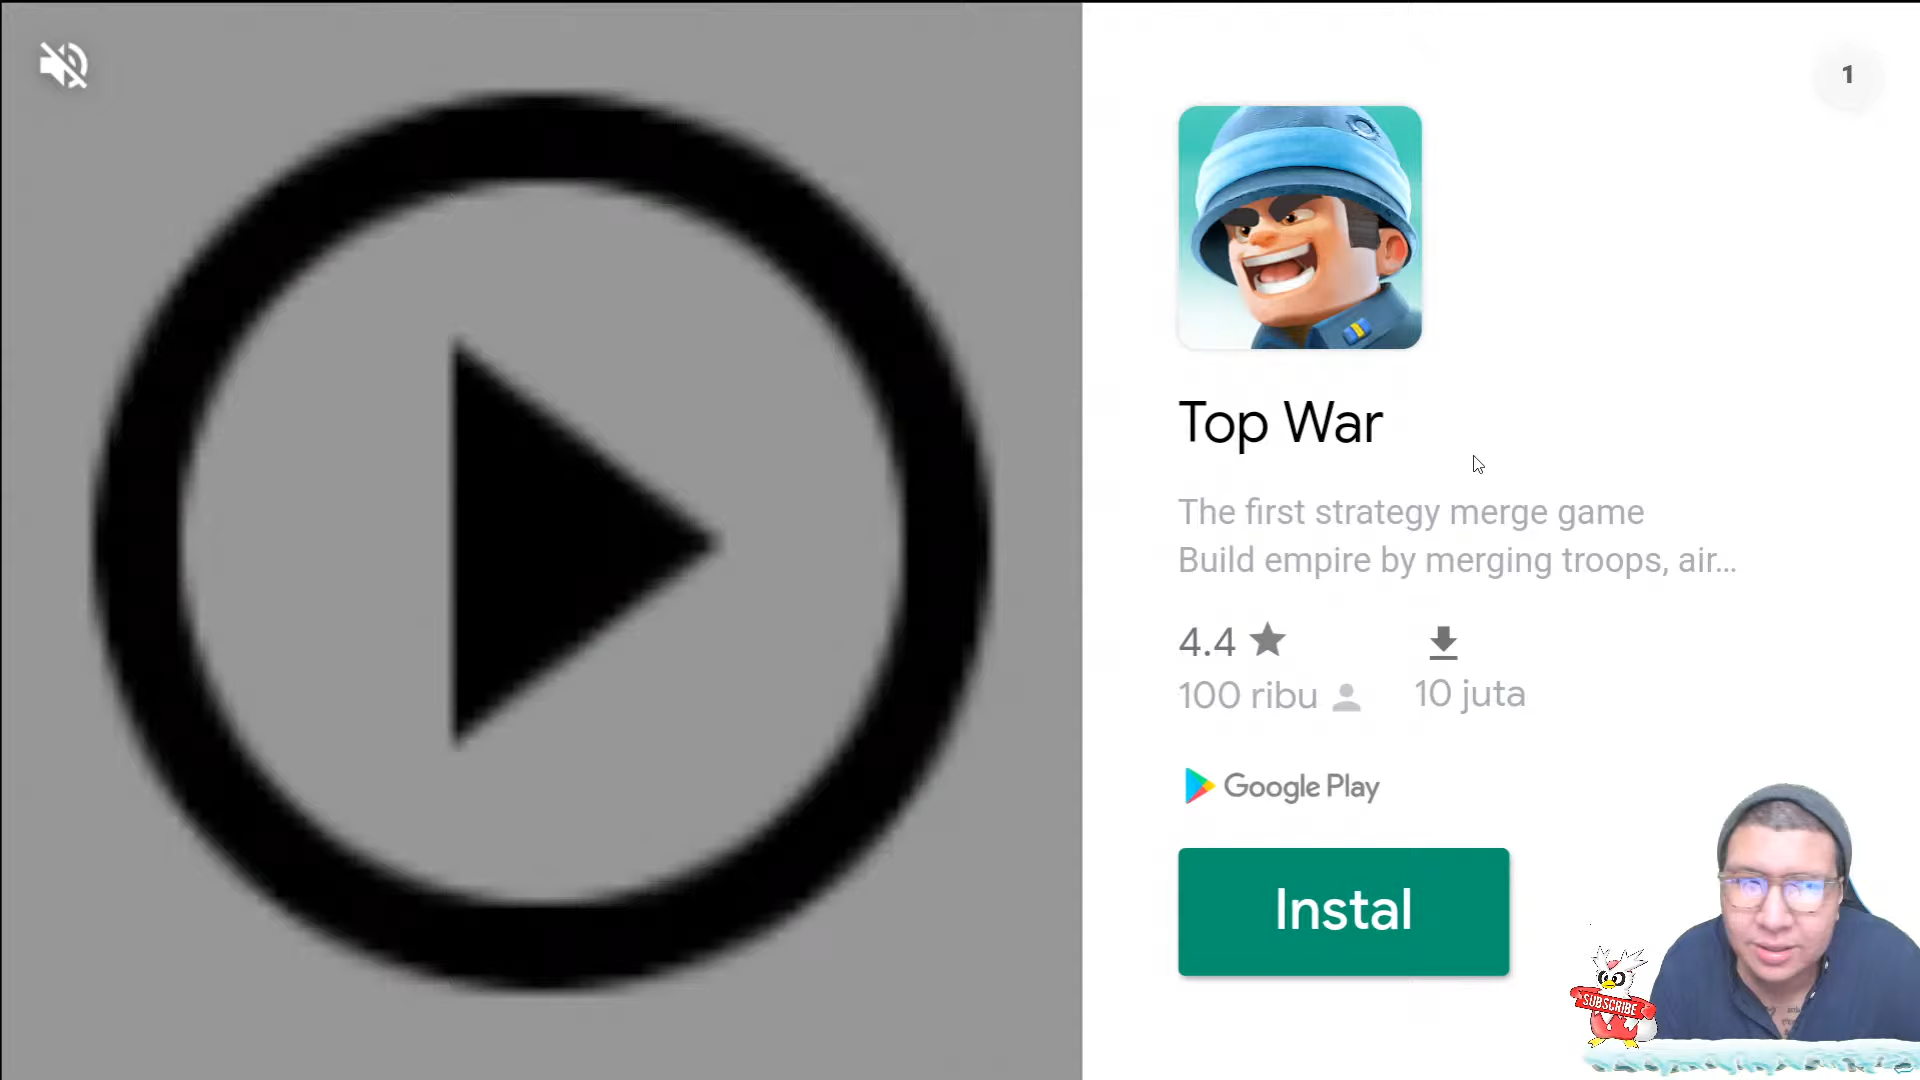 1
Top War
The first strategy merge game
Build empire by merging troops, air...
4.4
100 ribu
10 juta
Google Play
Instal
SUBSCRIBE